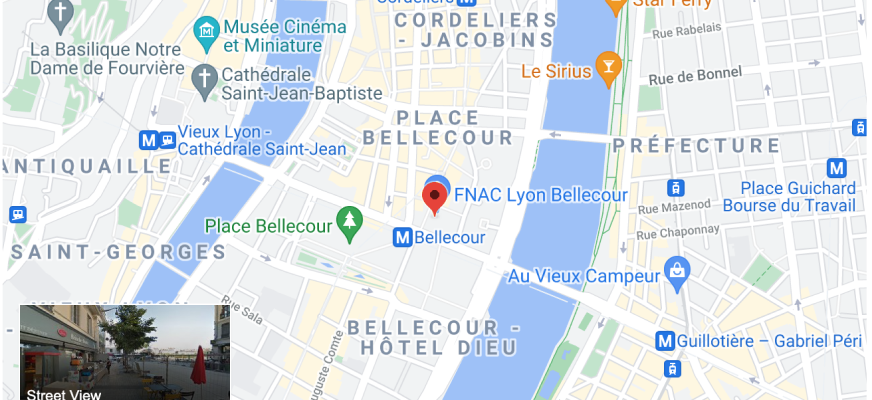 Cordeliers
Star Ferry
CORDELIERS
- JACOBINS
Musée Cinéma
et Miniature
Rue Rabelais
La Basilique Notre
Dame de Fourvière
Le Sirius
Rue de Bonnel
Cathédrale
Saint-Jean-Baptiste
PLACE
BELLECOUR
Vieux Lyon -
Cathédrale Saint-Jean
PRÉFECTURE
ANTIQUAILLE
FNAC Lyon Bellecour
Place Guichard
Bourse du Travail
Rue Mazenod
Place Bellecour
Bellecour
Rue Chaponnay
SAINT-GEORGES
Au Vieux Campeur
Rue Sala
BELLECOUR -
HÔTEL DIEU
Guillotière – Gabriel Péri
Auguste Comte
Street View